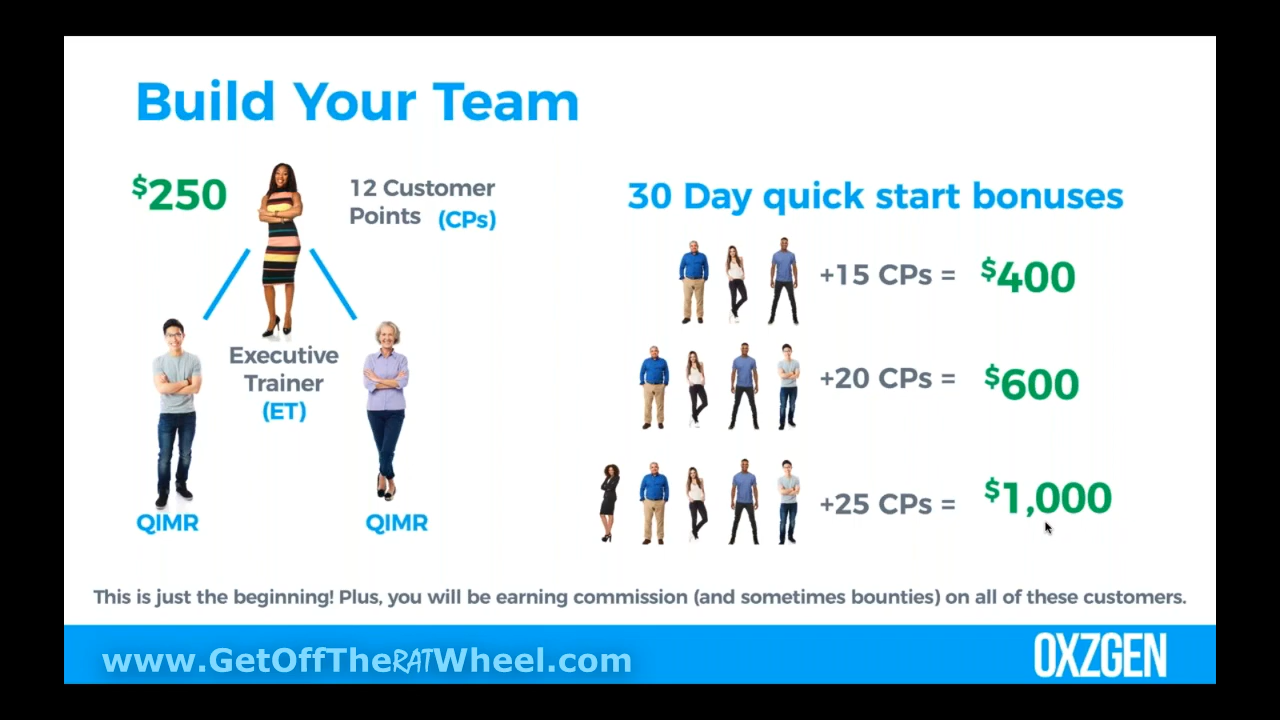 Build Your Team
$250
12 Customer
Points (CPs)
Executive
Trainer
(ET)
QIMR
QIMR
30 Day quick start bonuses
+15 CPs = $400
+20 CPs = $600
+25 CPs = $1,000
This is just the beginning! Plus, you will be earning commission (and sometimes bounties) on all of these customers.
www.GetOffTheRATWheel.com
OXZGEN